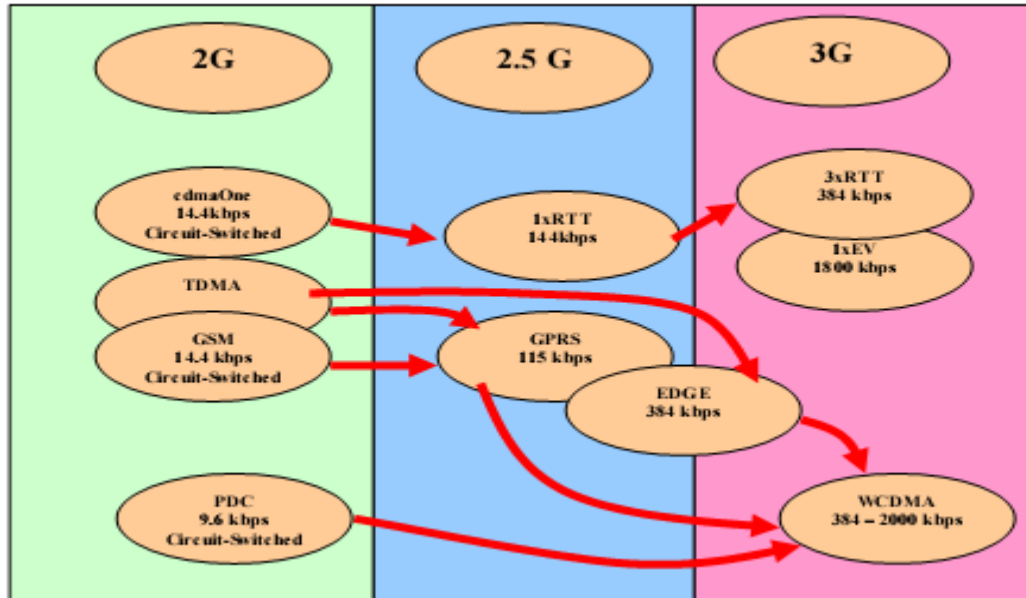 2G
2.5 G
3G
cdmaOne
14.4kbps
Circuit-Switched
1xRTT
144kbps
3xRTT
384 kbps
1xEV
1800 kbps
TDMA
GSM
14.4 kbps
Circuit-Switched
GPRS
115 kbps
EDGE
384 kbps
PDC
9.6 kbps
Circuit-Switched
WCDMA
384 – 2000 kbps